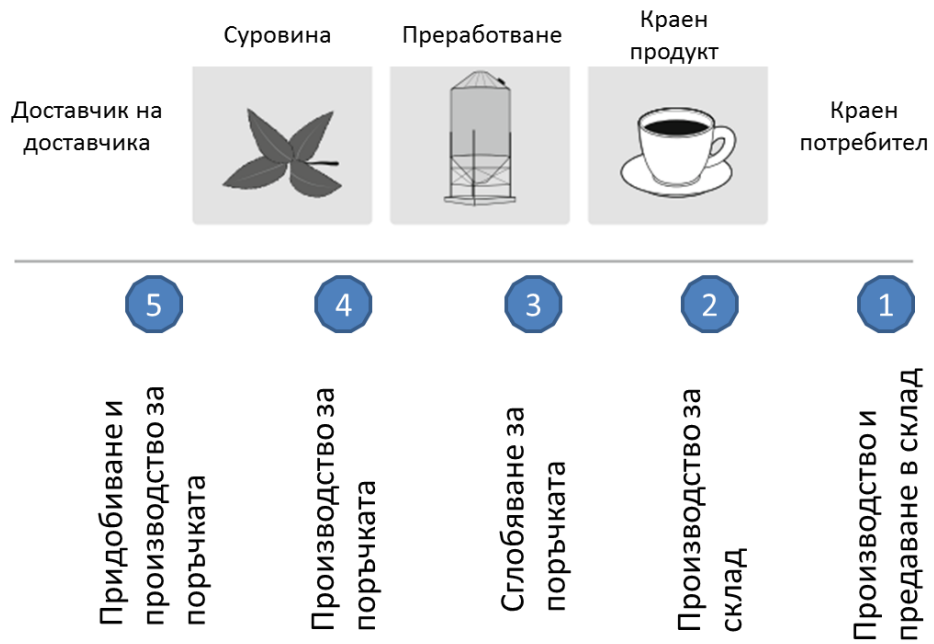 Суровина
Преработване
Краен
продукт
Доставчик на
доставчика
Краен
потребител
5
4
3
2
1
Придобиване и
производство за
поръчката
Производство за
поръчката
Сглобяване за
поръчката
Производство за
склад
Производство и
предаване в склад